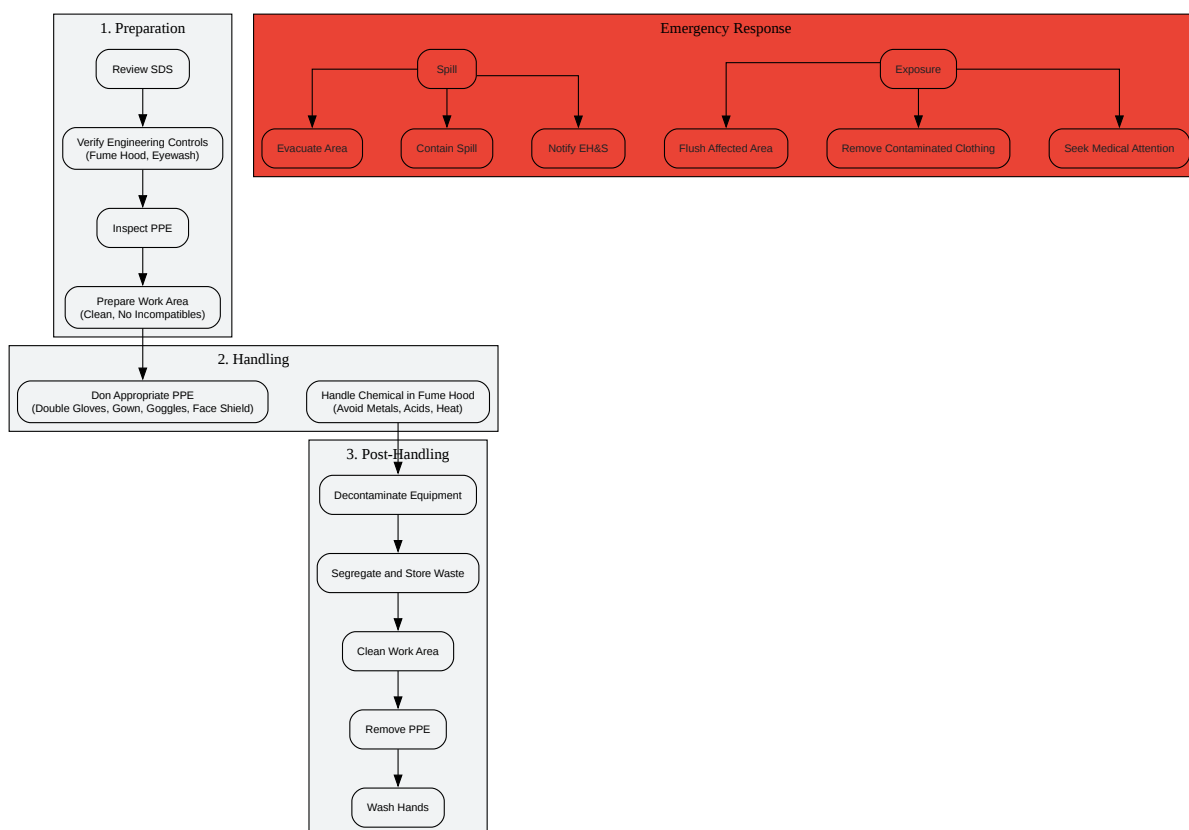 1. Preparation
Review SDS
Verify Engineering Controls
(Fume Hood, Eyewash)
Inspect PPE
Prepare Work Area
(Clean, No Incompatibles)
Emergency Response
Spill
Exposure
Evacuate Area
Contain Spill
Notify EH&S
Flush Affected Area
Remove Contaminated Clothing
Seek Medical Attention
2. Handling
Don Appropriate PPE
(Double Gloves, Gown, Goggles, Face Shield)
Handle Chemical in Fume Hood
(Avoid Metals, Acids, Heat)
3. Post-Handling
Decontaminate Equipment
Segregate and Store Waste
Clean Work Area
Remove PPE
Wash Hands